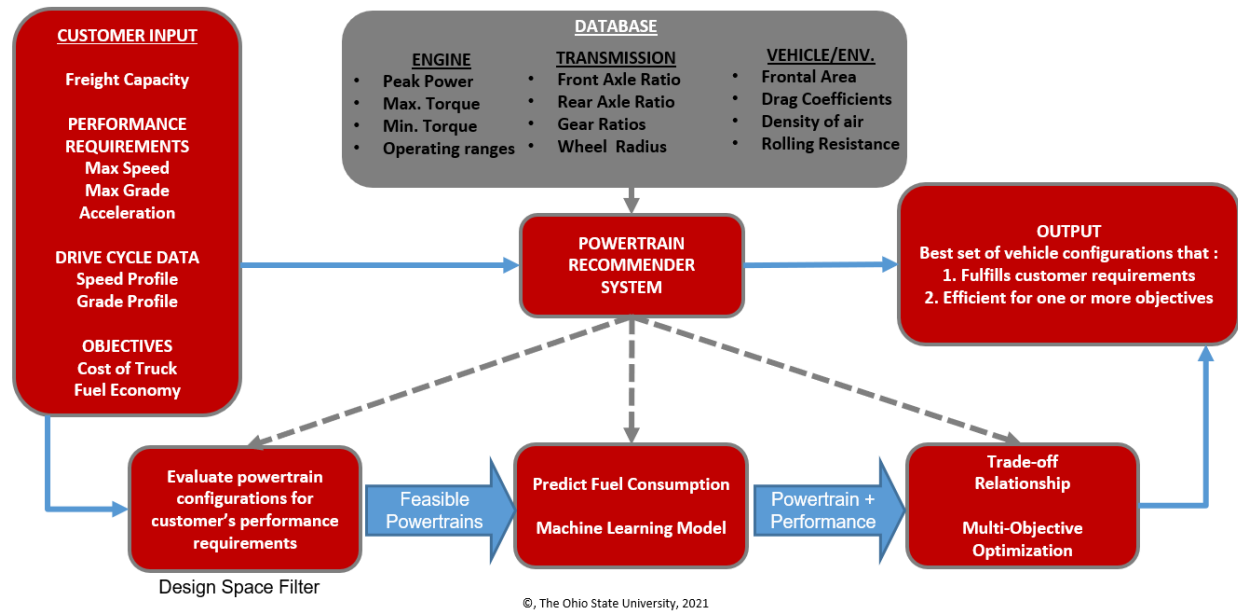 CUSTOMER INPUT
Freight Capacity
PERFORMANCE
REQUIREMENTS
Max Speed
Max Grade
Acceleration
DRIVE CYCLE DATA
Speed Profile
Grade Profile
OBJECTIVES
Cost of Truck
Fuel Economy
DATABASE
ENGINE
• Peak Power
• Max. Torque
• Min. Torque
• Operating ranges
TRANSMISSION
• Front Axle Ratio
• Rear Axle Ratio
• Gear Ratios
• Wheel Radius
VEHICLE/ENV.
• Frontal Area
• Drag Coefficients
• Density of air
• Rolling Resistance
POWERTRAIN
RECOMMENDER
SYSTEM
OUTPUT
Best set of vehicle configurations that :
1. Fulfills customer requirements
2. Efficient for one or more objectives
Evaluate powertrain
configurations for
customer's performance
requirements
Design Space Filter
Feasible
Powertrains
Predict Fuel Consumption
Machine Learning Model
Powertrain +
Performance
Trade-off
Relationship
Multi-Objective
Optimization
©, The Ohio State University, 2021